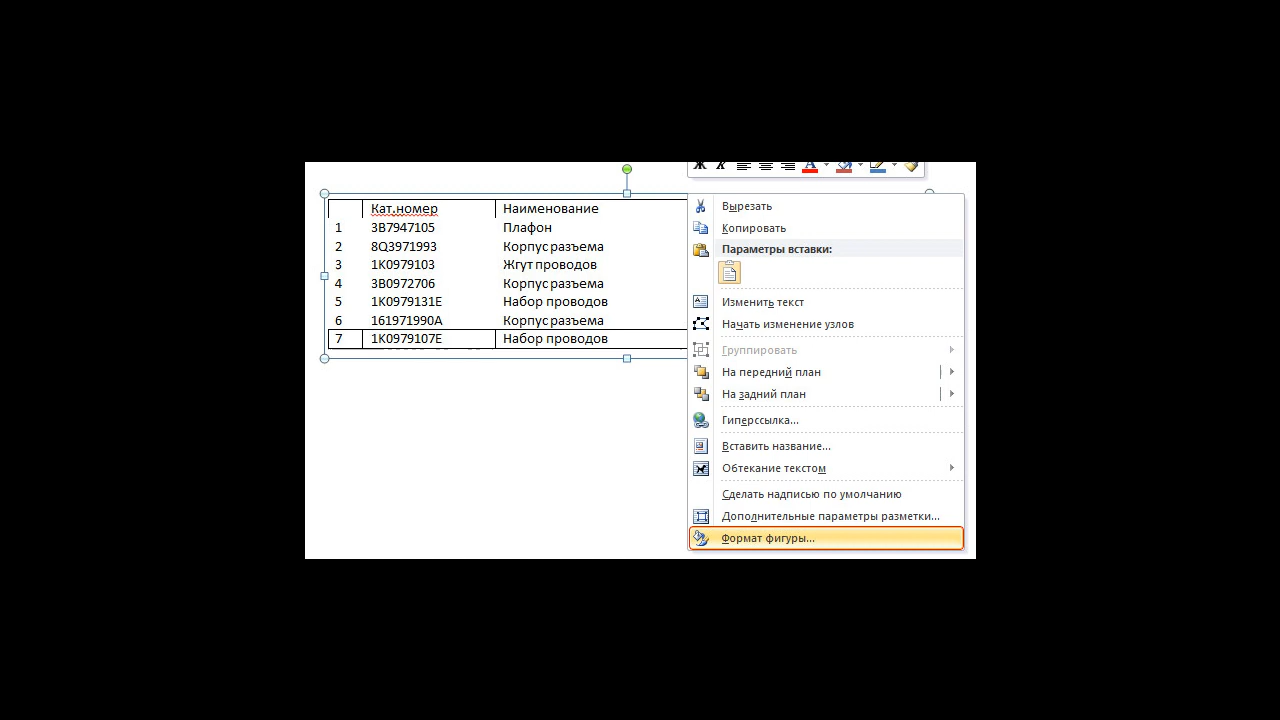 Ж К А
Кат.номер Наименование
1 3B7947105 Плафон
2 8Q3971993 Корпус разъема
3 1K0979103 Жгут проводов
4 3B0972706 Корпус разъема
5 1K0979131E Набор проводов
6 161971990A Корпус разъема
7 1K0979107E Набор проводов
Вырезать
Копировать
Параметры вставки:
Изменить текст
Начать изменение узлов
Группировать
На передний план
На задний план
Гиперссылка...
Вставить название...
Обтекание текстом
Сделать надписью по умолчанию
Дополнительные параметры разметки...
Формат фигуры...